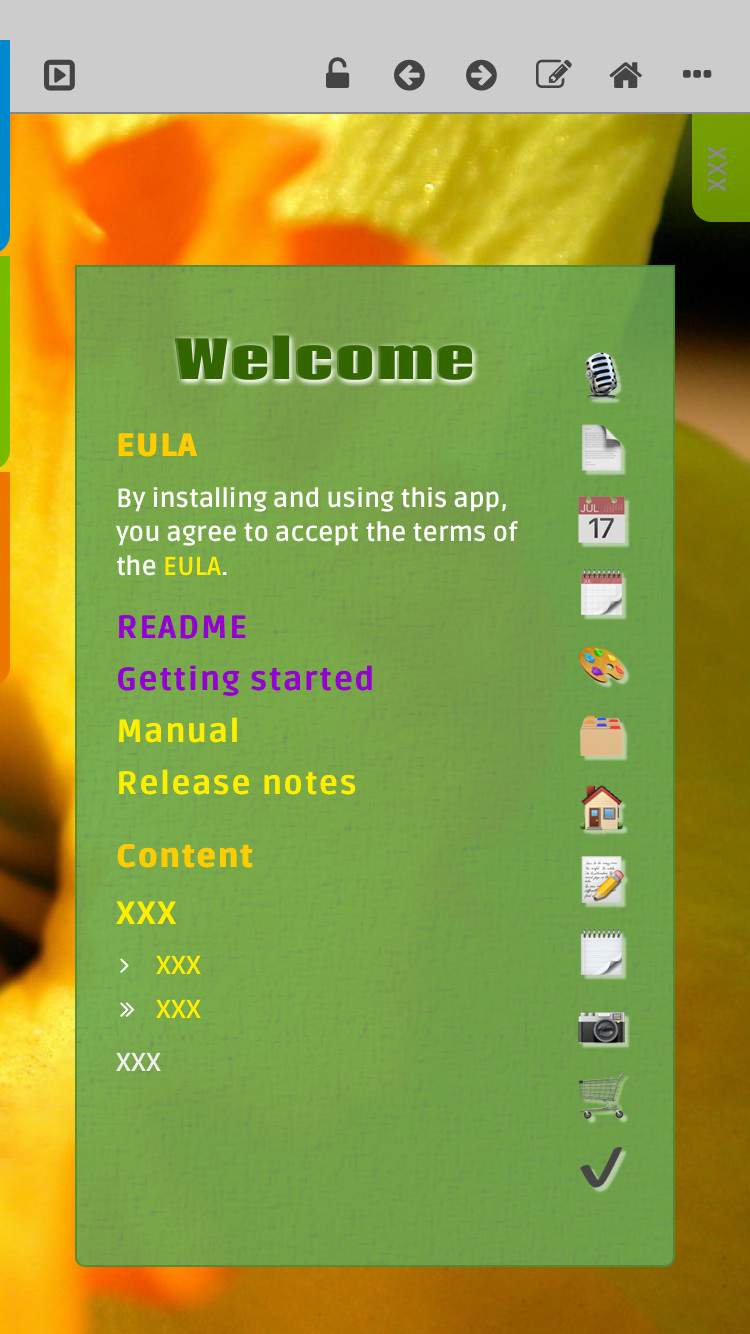 XXX
Welcome
EULA
By installing and using this app,
you agree to accept the terms of
the EULA.
README
Getting started
Manual
Release notes
Content
XXX
XXX
XXX
XXX
JUL
17